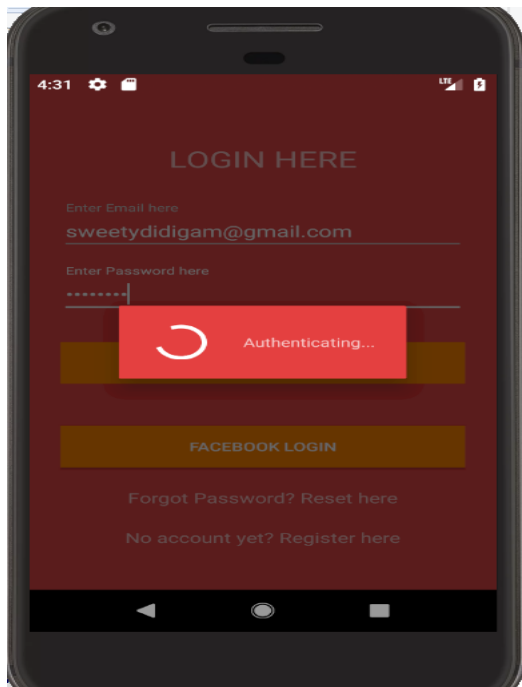 4:31
LTE
LOGIN HERE
Enter Email here
sweetydidigam@gmail.com
Enter Password here
••••••••
Authenticating...
FACEBOOK LOGIN
Forgot Password? Reset here
No account yet? Register here